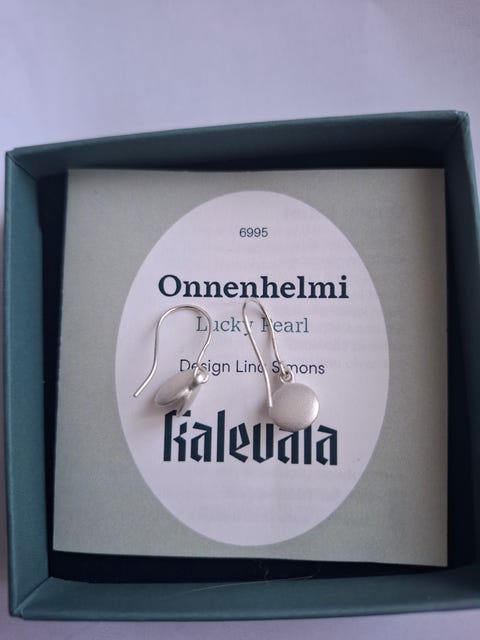 6995
Onnenhelmi
Lucky Pearl
Design Lina Simons
Kalevala